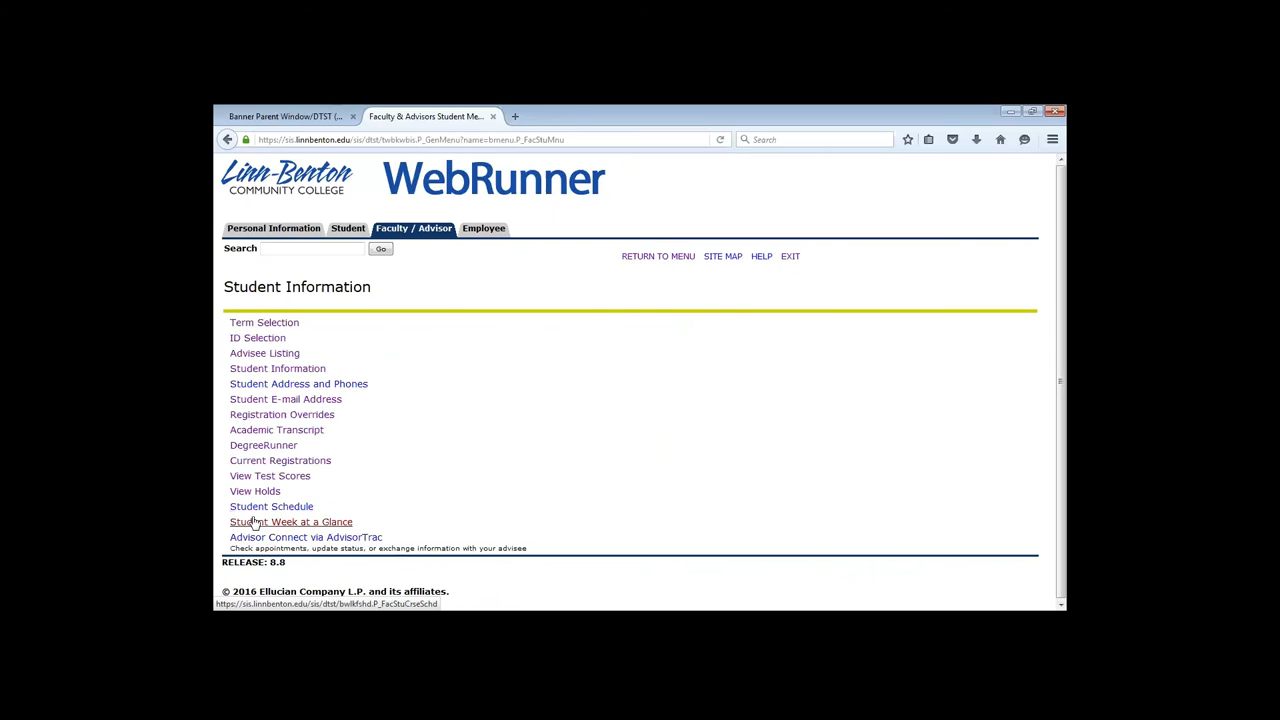 Banner Parent Window/DTST (...
Faculty & Advisors Student Me...
https://sis.linnbenton.edu/sis/dtst/twbkwbis.P_GenMenu?name=bmenu.P_FacStuMnu
Search
Linn-Benton
COMMUNITY COLLEGE
WebRunner
Personal Information
Student
Faculty / Advisor
Employee
Search
Go
RETURN TO MENU
SITE MAP
HELP
EXIT
Student Information
Term Selection
ID Selection
Advisee Listing
Student Information
Student Address and Phones
Student E-mail Address
Registration Overrides
Academic Transcript
DegreeRunner
Current Registrations
View Test Scores
View Holds
Student Schedule
Student Week at a Glance
Advisor Connect via AdvisorTrac
Check appointments, update status, or exchange information with your advisee
RELEASE: 8.8
© 2016 Ellucian Company L.P. and its affiliates.
https://sis.linnbenton.edu/sis/dtst/bwlkfshd.P_FacStuCrseSchd